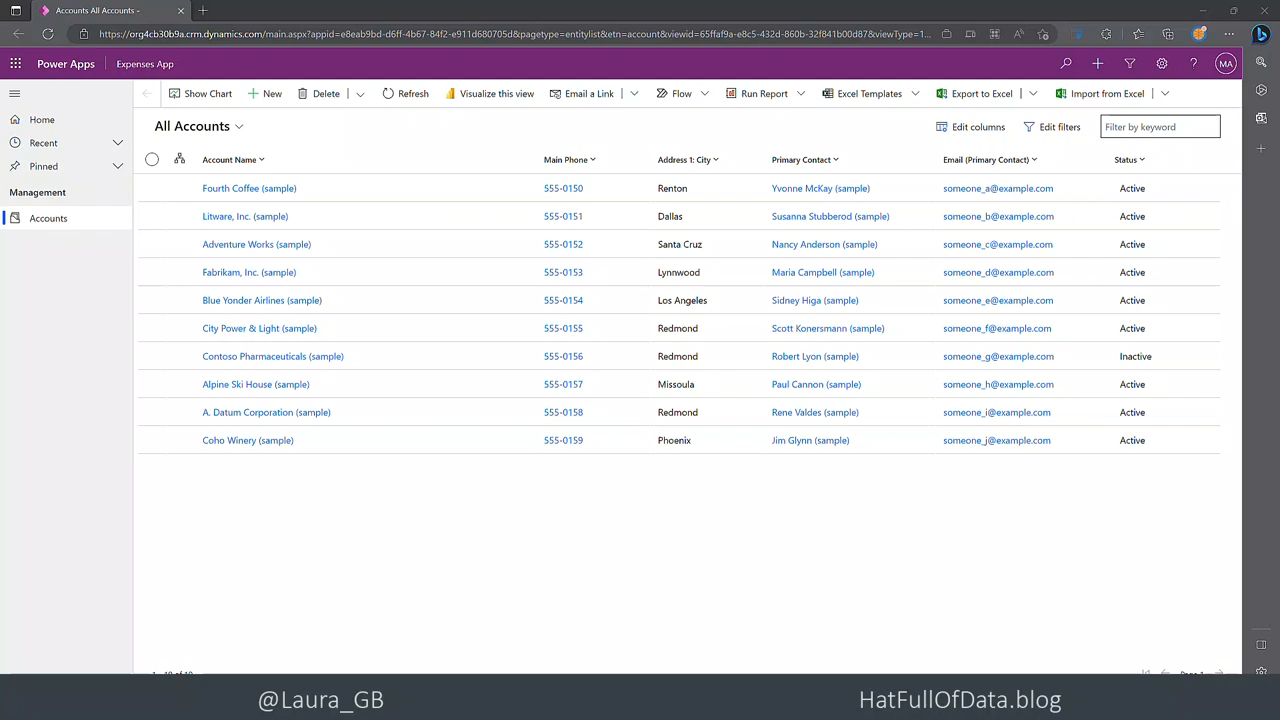 Accounts All Accounts -
https://org4cb30b9a.crm.dynamics.com/main.aspx?appid=e8eab9bd-d6ff-4b67-84f2-e911d6807095&pagetype=entitylist&etn=account&viewid=65ffaf9a-e8c5-432d-860b-32f841b00d87&viewType=1...
Power Apps Expenses App MA
Show Chart New Delete Refresh Visualize this view Email a Link Flow Run Report Excel Templates Export to Excel Import from Excel
Home
Recent
Pinned
Management
Accounts
All Accounts Edit columns Edit filters Filter by keyword
Account Name Main Phone Address 1: City Primary Contact Email (Primary Contact) Status
Fourth Coffee (sample) 555-0150 Renton Yvonne McKay (sample) someone_a@example.com Active
Litware, Inc. (sample) 555-0151 Dallas Susanna Stubberod (sample) someone_b@example.com Active
Adventure Works (sample) 555-0152 Santa Cruz Nancy Anderson (sample) someone_c@example.com Active
Fabrikam, Inc. (sample) 555-0153 Lynnwood Maria Campbell (sample) someone_d@example.com Active
Blue Yonder Airlines (sample) 555-0154 Los Angeles Sidney Higa (sample) someone_e@example.com Active
City Power & Light (sample) 555-0155 Redmond Scott Konersmann (sample) someone_f@example.com Active
Contoso Pharmaceuticals (sample) 555-0156 Redmond Robert Lyon (sample) someone_g@example.com Inactive
Alpine Ski House (sample) 555-0157 Missoula Paul Cannon (sample) someone_h@example.com Active
A. Datum Corporation (sample) 555-0158 Redmond Rene Valdes (sample) someone_i@example.com Active
Coho Winery (sample) 555-0159 Phoenix Jim Glynn (sample) someone_j@example.com Active
@Laura_GB HatFullOfData.blog